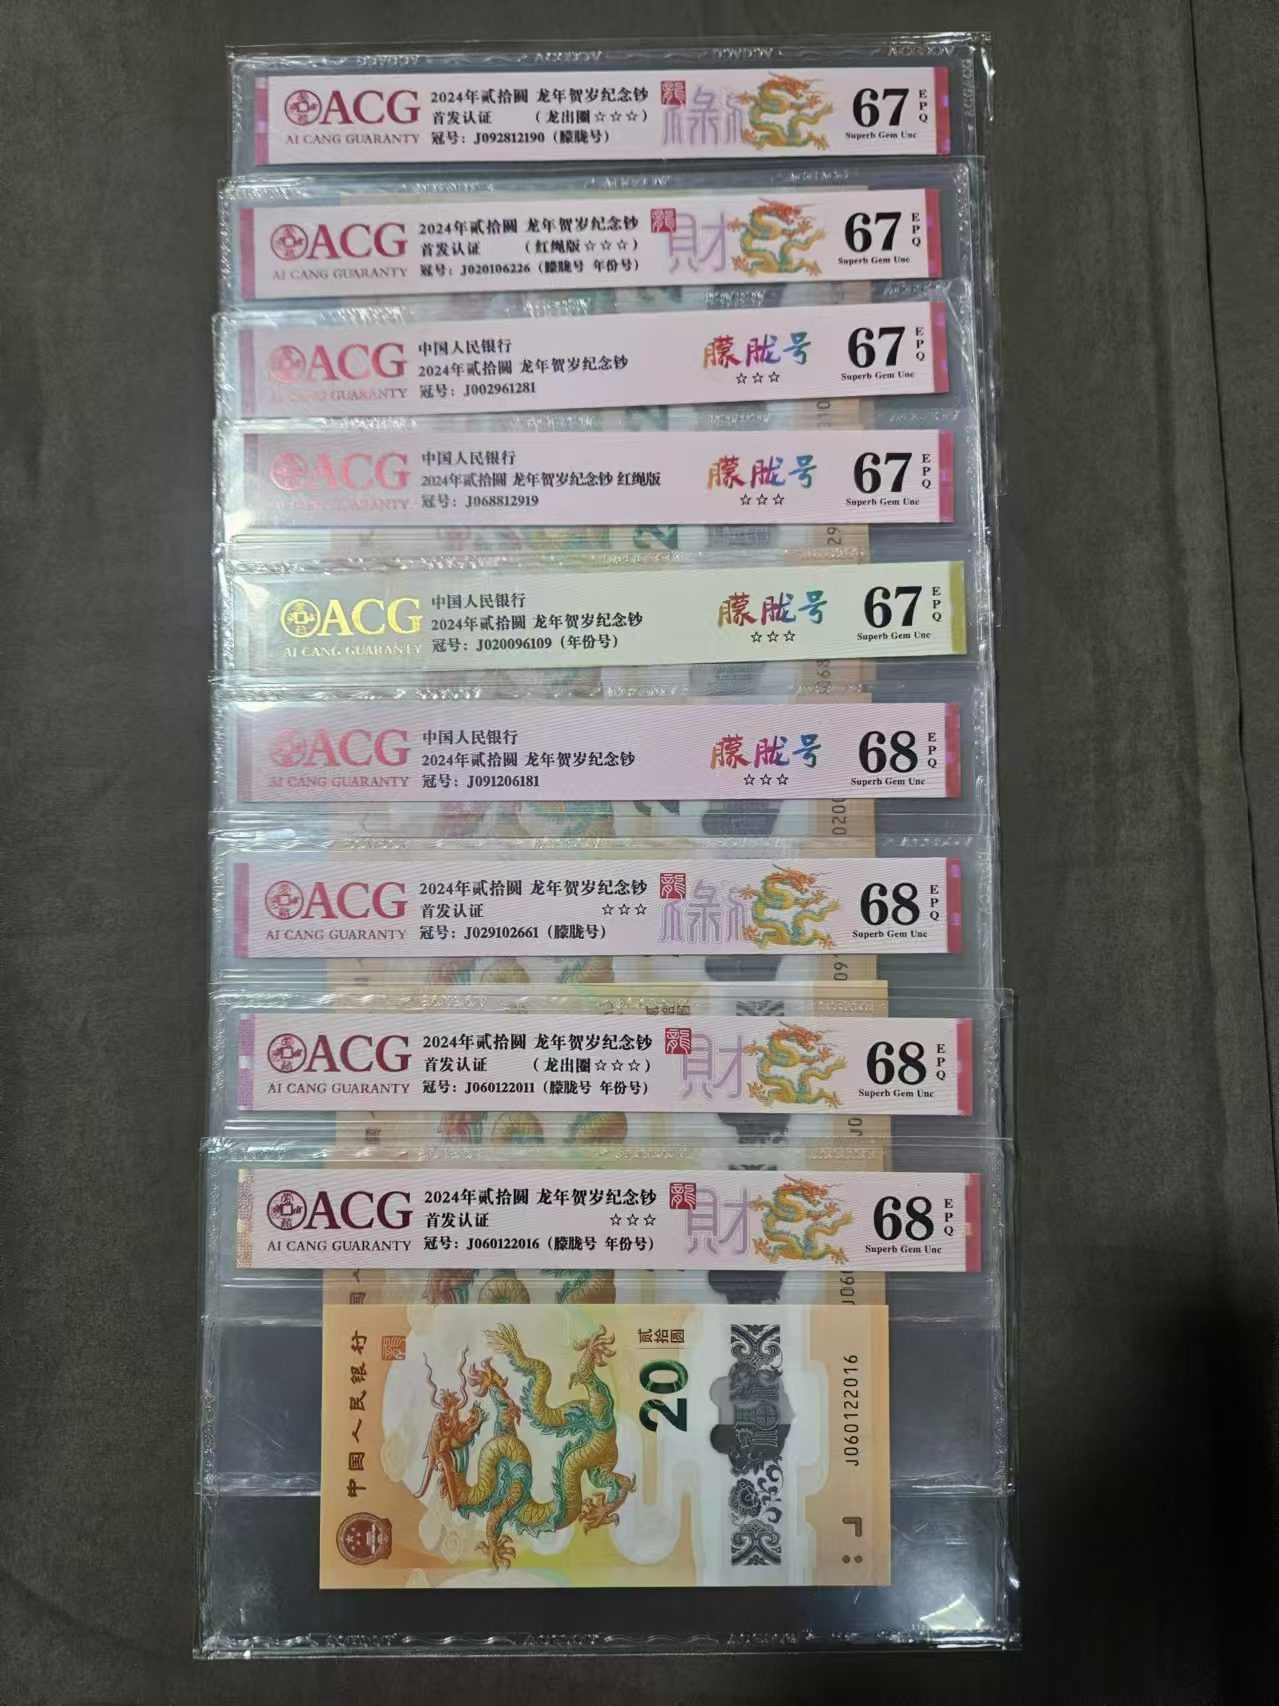 ACG 2024年贰拾圆 龙年贺岁纪念钞 67 EPQ
首发认证 (龙出圈☆☆☆)
AI CANG GUARANTY 冠号: J092812190 (朦胧号) Superb Gem Unc
ACG 2024年贰拾圆 龙年贺岁纪念钞 財 67 EPQ
首发认证 (红绳版☆☆☆)
AI CANG GUARANTY 冠号: J020106226 (朦胧号 年份号) Superb Gem Unc
ACG 中国人民银行 朦胧号 67 EPQ
2024年贰拾圆 龙年贺岁纪念钞 ☆☆☆ Superb Gem Unc
AI CANG GUARANTY 冠号: J002961281
ACG 中国人民银行 朦胧号 67 EPQ
2024年贰拾圆 龙年贺岁纪念钞 红绳版 ☆☆☆ Superb Gem Unc
冠号: J068812919
ACG 中国人民银行 朦胧号 67 EPQ
2024年贰拾圆 龙年贺岁纪念钞 ☆☆☆ Superb Gem Unc
AI CANG GUARANTY 冠号: J020096109 (年份号)
ACG 中国人民银行 朦胧号 68 EPQ
2024年贰拾圆 龙年贺岁纪念钞 ☆☆☆ Superb Gem Unc
AI CANG GUARANTY 冠号: J091206181
ACG 2024年贰拾圆 龙年贺岁纪念钞 68 EPQ
首发认证 ☆☆☆
AI CANG GUARANTY 冠号: J029102661 (朦胧号) Superb Gem Unc
ACG 2024年贰拾圆 龙年贺岁纪念钞 財 68 EPQ
首发认证 (龙出圈☆☆☆)
AI CANG GUARANTY 冠号: J060122011 (朦胧号 年份号) Superb Gem Unc
ACG 2024年贰拾圆 龙年贺岁纪念钞 財 68 EPQ
首发认证 ☆☆☆
AI CANG GUARANTY 冠号: J060122016 (朦胧号 年份号) Superb Gem Unc
中国人民银行
贰拾圆
20
J060122016